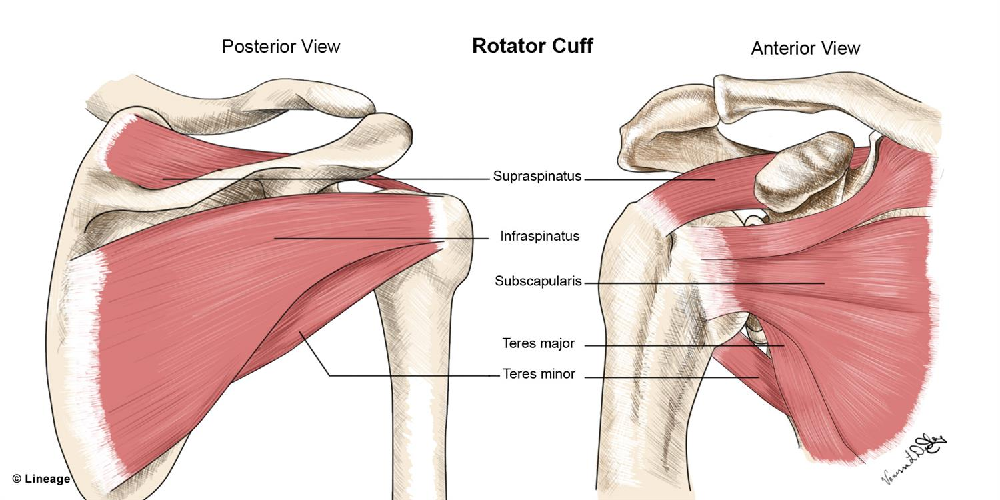 Posterior View
Rotator Cuff
Anterior View
Supraspinatus
Infraspinatus
Subscapularis
Teres major
Teres minor
© Lineage